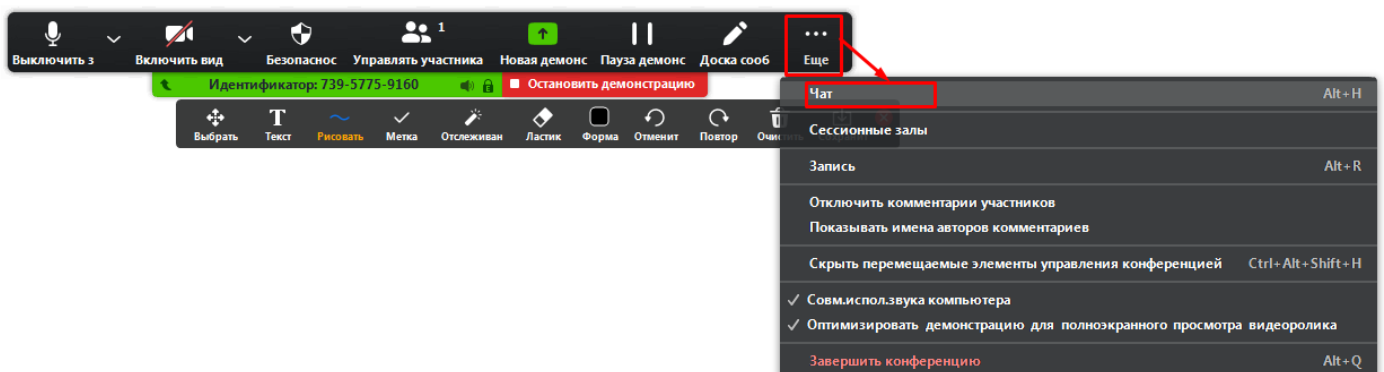 1
Выключить з Включить вид Безопаснос Управлять участника Новая демонс Пауза демонс Доска сооб Еще
Идентификатор: 739-5775-9160 Остановить демонстрацию
Выбрать Текст Рисовать Метка Отслеживан Ластик Форма Отменит Повтор
Чат Alt+H
Сессионные залы
Запись Alt+R
Отключить комментарии участников
Показывать имена авторов комментариев
Скрыть перемещаемые элементы управления конференцией Ctrl+Alt+Shift+H
Совм.испол.звука компьютера
Оптимизировать демонстрацию для полноэкранного просмотра видеоролика
Завершить конференцию Alt+Q